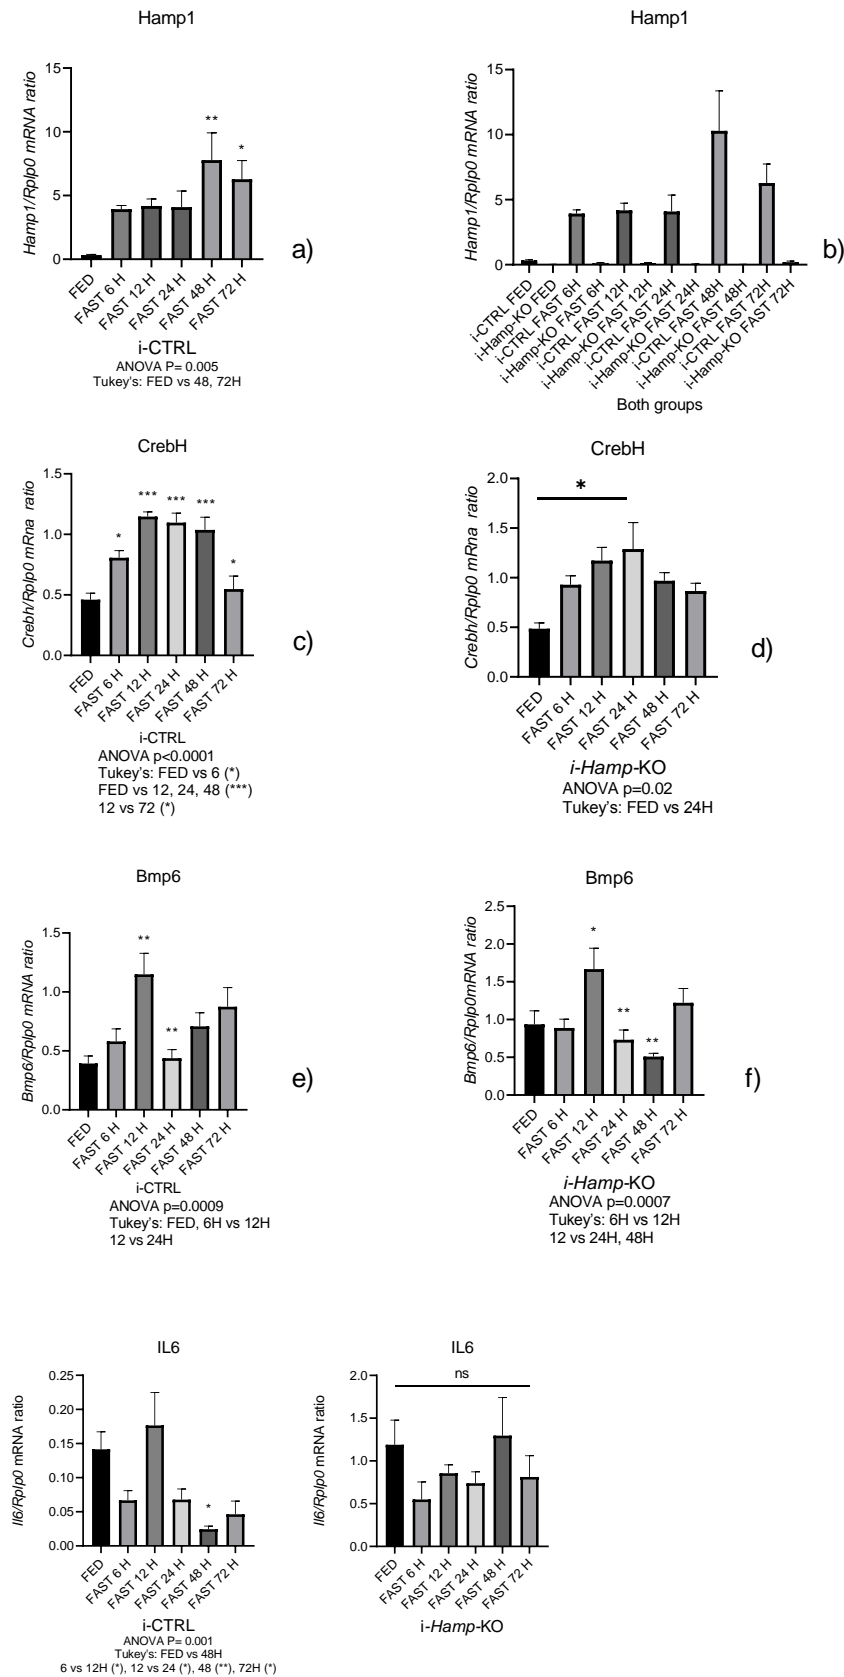 Hamp1
Hamp1/Rplp0 mRNA ratio
15
10
5
0
**
*
FED
FAST 6 H
FAST 12 H
FAST 24 H
FAST 48 H
FAST 72 H
a)
i-CTRL
ANOVA P= 0.005
Tukey's: FED vs 48, 72H
Hamp1
Hamp1/Rplp0 mRNA ratio
15
10
5
0
i-CTRL FED
i-Hamp-KO FED
i-CTRL FAST 6H
i-Hamp-KO FAST 6H
i-CTRL FAST 12H
i-Hamp-KO FAST 12H
i-CTRL FAST 24H
i-Hamp-KO FAST 24H
i-CTRL FAST 48H
i-Hamp-KO FAST 48H
i-CTRL FAST 72H
i-Hamp-KO FAST 72H
b)
Both groups
CrebH
Crebh/Rplp0 mRna ratio
1.5
1.0
0.5
0.0
*
***
***
***
*
FED
FAST 6 H
FAST 12 H
FAST 24 H
FAST 48 H
FAST 72 H
c)
i-CTRL
ANOVA p<0.0001
Tukey's: FED vs 6 (*)
FED vs 12, 24, 48 (***)
12 vs 72 (*)
CrebH
Crebh/Rplp0 mRna ratio
2.0
1.5
1.0
0.5
0.0
*
FED
FAST 6 H
FAST 12 H
FAST 24 H
FAST 48 H
FAST 72 H
d)
i-Hamp-KO
ANOVA p=0.02
Tukey's: FED vs 24H
Bmp6
Bmp6/Rplp0 mRNA ratio
1.5
1.0
0.5
0.0
**
**
FED
FAST 6 H
FAST 12 H
FAST 24 H
FAST 48 H
FAST 72 H
e)
i-CTRL
ANOVA p=0.0009
Tukey's: FED, 6H vs 12H
12 vs 24H
Bmp6
Bmp6/Rplp0mRNA ratio
2.5
2.0
1.5
1.0
0.5
0.0
*
**
**
FED
FAST 6 H
FAST 12 H
FAST 24 H
FAST 48 H
FAST 72 H
f)
i-Hamp-KO
ANOVA p=0.0007
Tukey's: 6H vs 12H
12 vs 24H, 48H
IL6
Il6/Rplp0 mRNA ratio
0.25
0.20
0.15
0.10
0.05
0.00
*
FED
FAST 6 H
FAST 12 H
FAST 24 H
FAST 48 H
FAST 72 H
i-CTRL
ANOVA P= 0.001
Tukey's: FED vs 48H
6 vs 12H (*), 12 vs 24 (*), 48 (**), 72H (*)
IL6
Il6/Rplp0 mRNA ratio
2.0
1.5
1.0
0.5
0.0
ns
FED
FAST 6 H
FAST 12 H
FAST 24 H
FAST 48 H
FAST 72 H
i-Hamp-KO